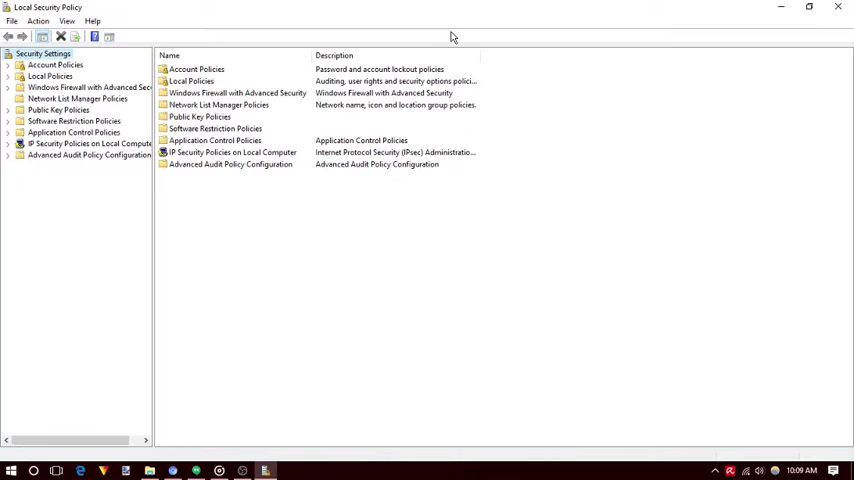 Local Security Policy
File Action View Help
Security Settings
Account Policies
Local Policies
Windows Firewall with Advanced Sec
Network List Manager Policies
Public Key Policies
Software Restriction Policies
Application Control Policies
IP Security Policies on Local Compute
Advanced Audit Policy Configuration
Name Description
Account Policies Password and account lockout policies
Local Policies Auditing, user rights and security options polici...
Windows Firewall with Advanced Security Windows Firewall with Advanced Security
Network List Manager Policies Network name, icon and location group policies.
Public Key Policies
Software Restriction Policies
Application Control Policies Application Control Policies
IP Security Policies on Local Computer Internet Protocol Security (IPsec) Administratio...
Advanced Audit Policy Configuration Advanced Audit Policy Configuration
10:09 AM